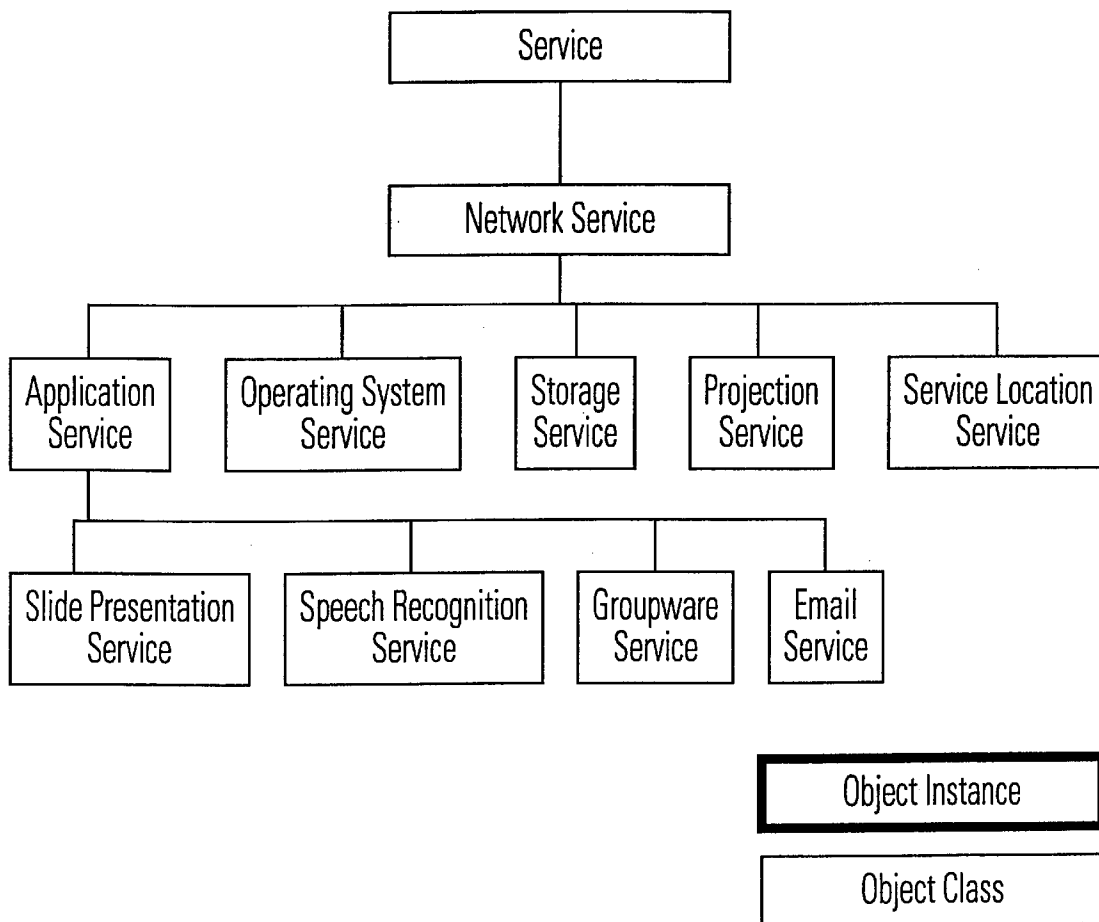 Service
Network Service
Application
Service
Operating System
Service
Storage
Service
Projection
Service
Service Location
Service
Slide Presentation
Service
Speech Recognition
Service
Groupware
Service
Email
Service
Object Instance
Object Class